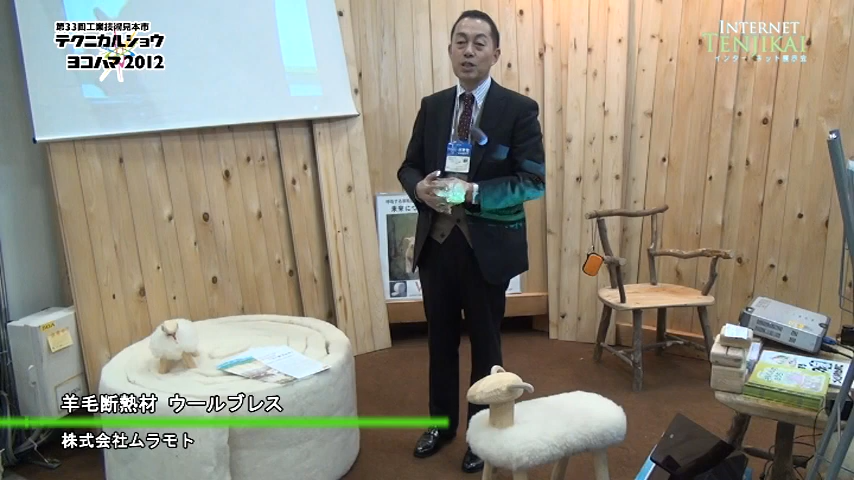 第33回工業技術見本市
テクニカルショウ
ヨコハマ2012
INTERNET
TENJIKAI
インターネット展示会
羊毛断熱材 ウールブレス
株式会社ムラモト